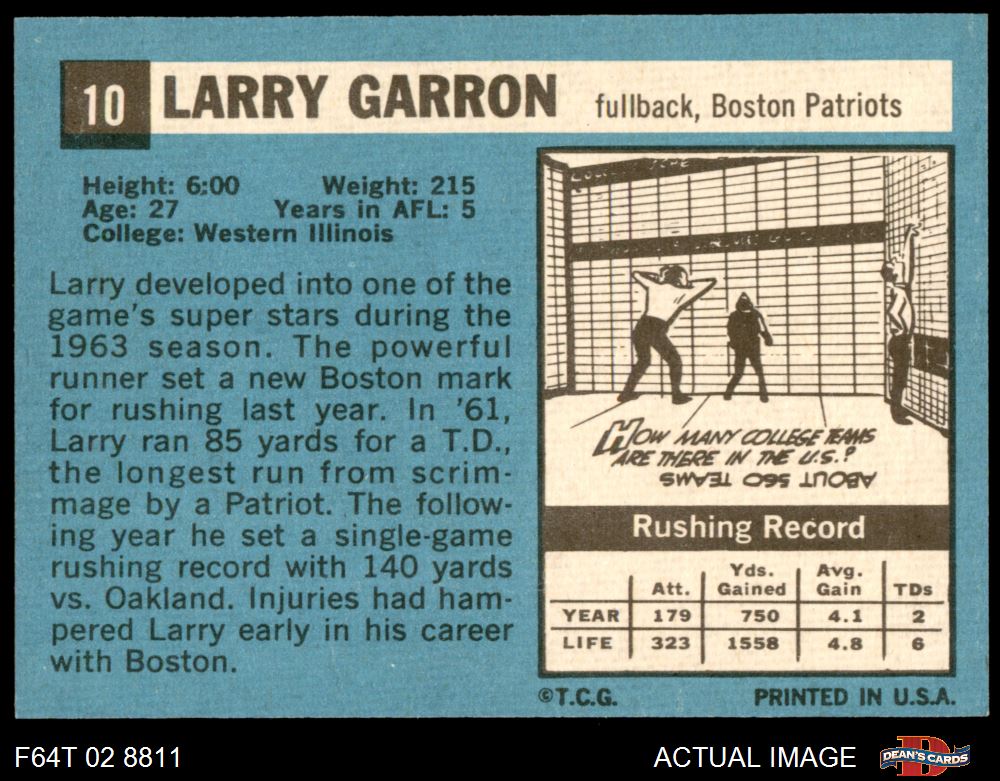 10 LARRY GARRON fullback, Boston Patriots
Height: 6:00 Weight: 215
Age: 27 Years in AFL: 5
College: Western Illinois
Larry developed into one of the
game's super stars during the
1963 season. The powerful
runner set a new Boston mark
for rushing last year. In '61,
Larry ran 85 yards for a T.D.,
the longest run from scrim-
mage by a Patriot. The follow-
ing year he set a single-game
rushing record with 140 yards
vs. Oakland. Injuries had ham-
pered Larry early in his career
with Boston.
HOW MANY COLLEGE TEAMS
ARE THERE IN THE U.S.?
ABOUT 560 TEAMS
Rushing Record
Att. Yds. Gained Avg. Gain TDs
YEAR 179 750 4.1 2
LIFE 323 1558 4.8 6
©T.C.G. PRINTED IN U.S.A.
F64T 02 8811 ACTUAL IMAGE DEAN'S CARDS